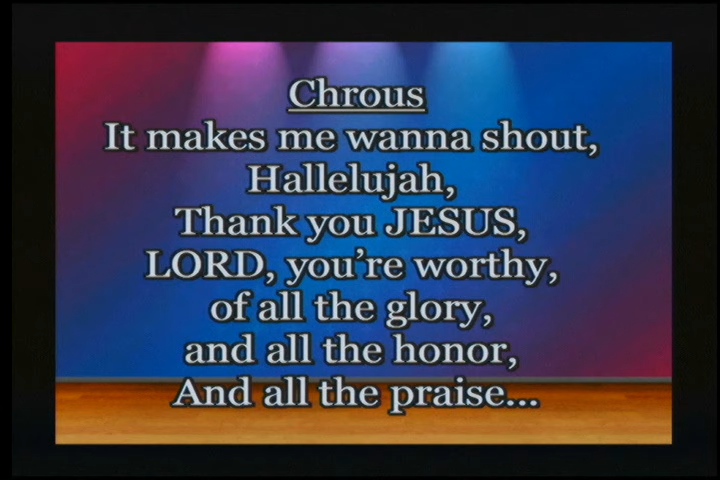 Chrous
It makes me wanna shout,
Hallelujah,
Thank you JESUS,
LORD, you're worthy,
of all the glory,
and all the honor,
And all the praise...